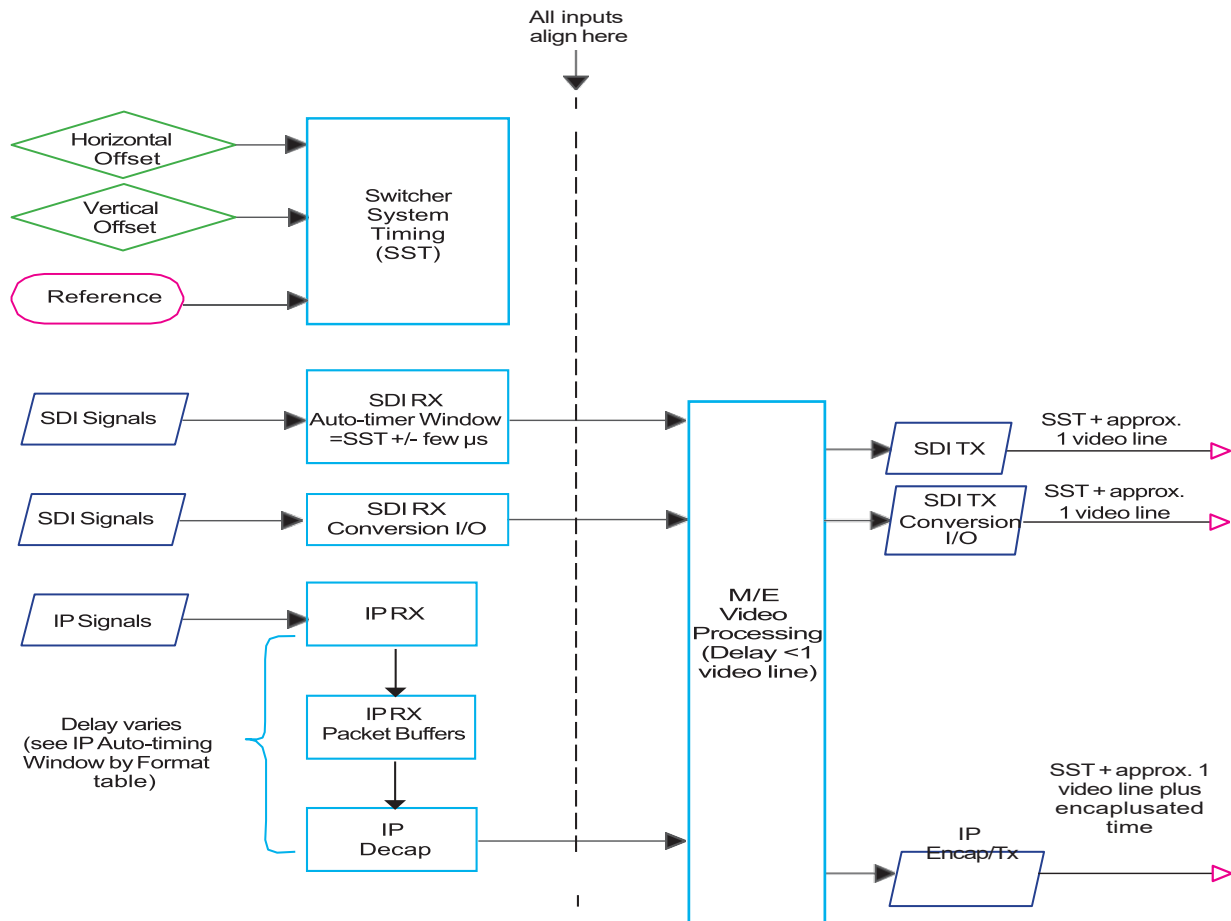 All inputs
align here
Horizontal
Offset
Vertical
Offset
Reference
Switcher
System
Timing
(SST)
SDI Signals
SDI RX
Auto-timer Window
=SST +/- few µs
SDI Signals
SDI RX
Conversion I/O
IP Signals
IP RX
IP RX
Packet Buffers
IP
Decap
Delay varies
(see IP Auto-timing
Window by Format
table)
M/E
Video
Processing
(Delay <1
video line)
SDI TX
SST + approx.
1 video line
SDI TX
Conversion
I/O
SST + approx.
1 video line
IP
Encap/Tx
SST + approx. 1
video line plus
encaplusated
time